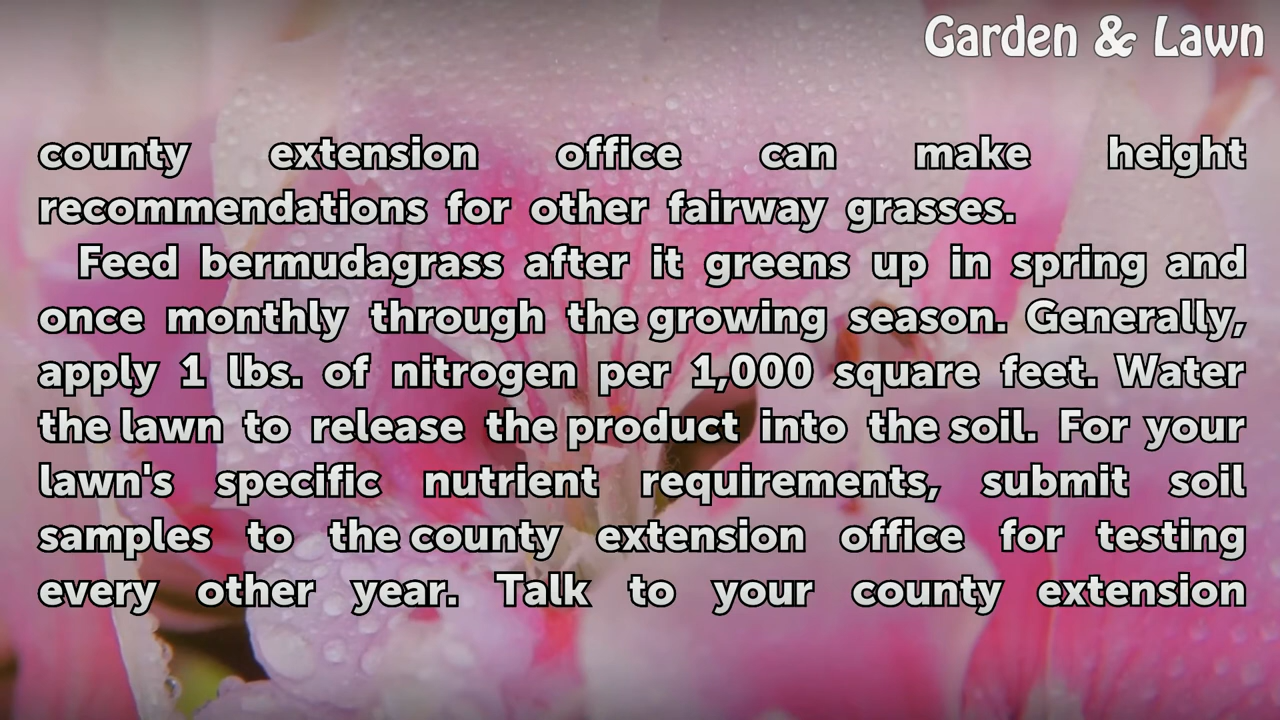 Garden & Lawn
county extension office can make height
recommendations for other fairway grasses.
Feed bermudagrass after it greens up in spring and
once monthly through the growing season. Generally,
apply 1 lbs. of nitrogen per 1,000 square feet. Water
the lawn to release the product into the soil. For your
lawn's specific nutrient requirements, submit soil
samples to the county extension office for testing
every other year. Talk to your county extension